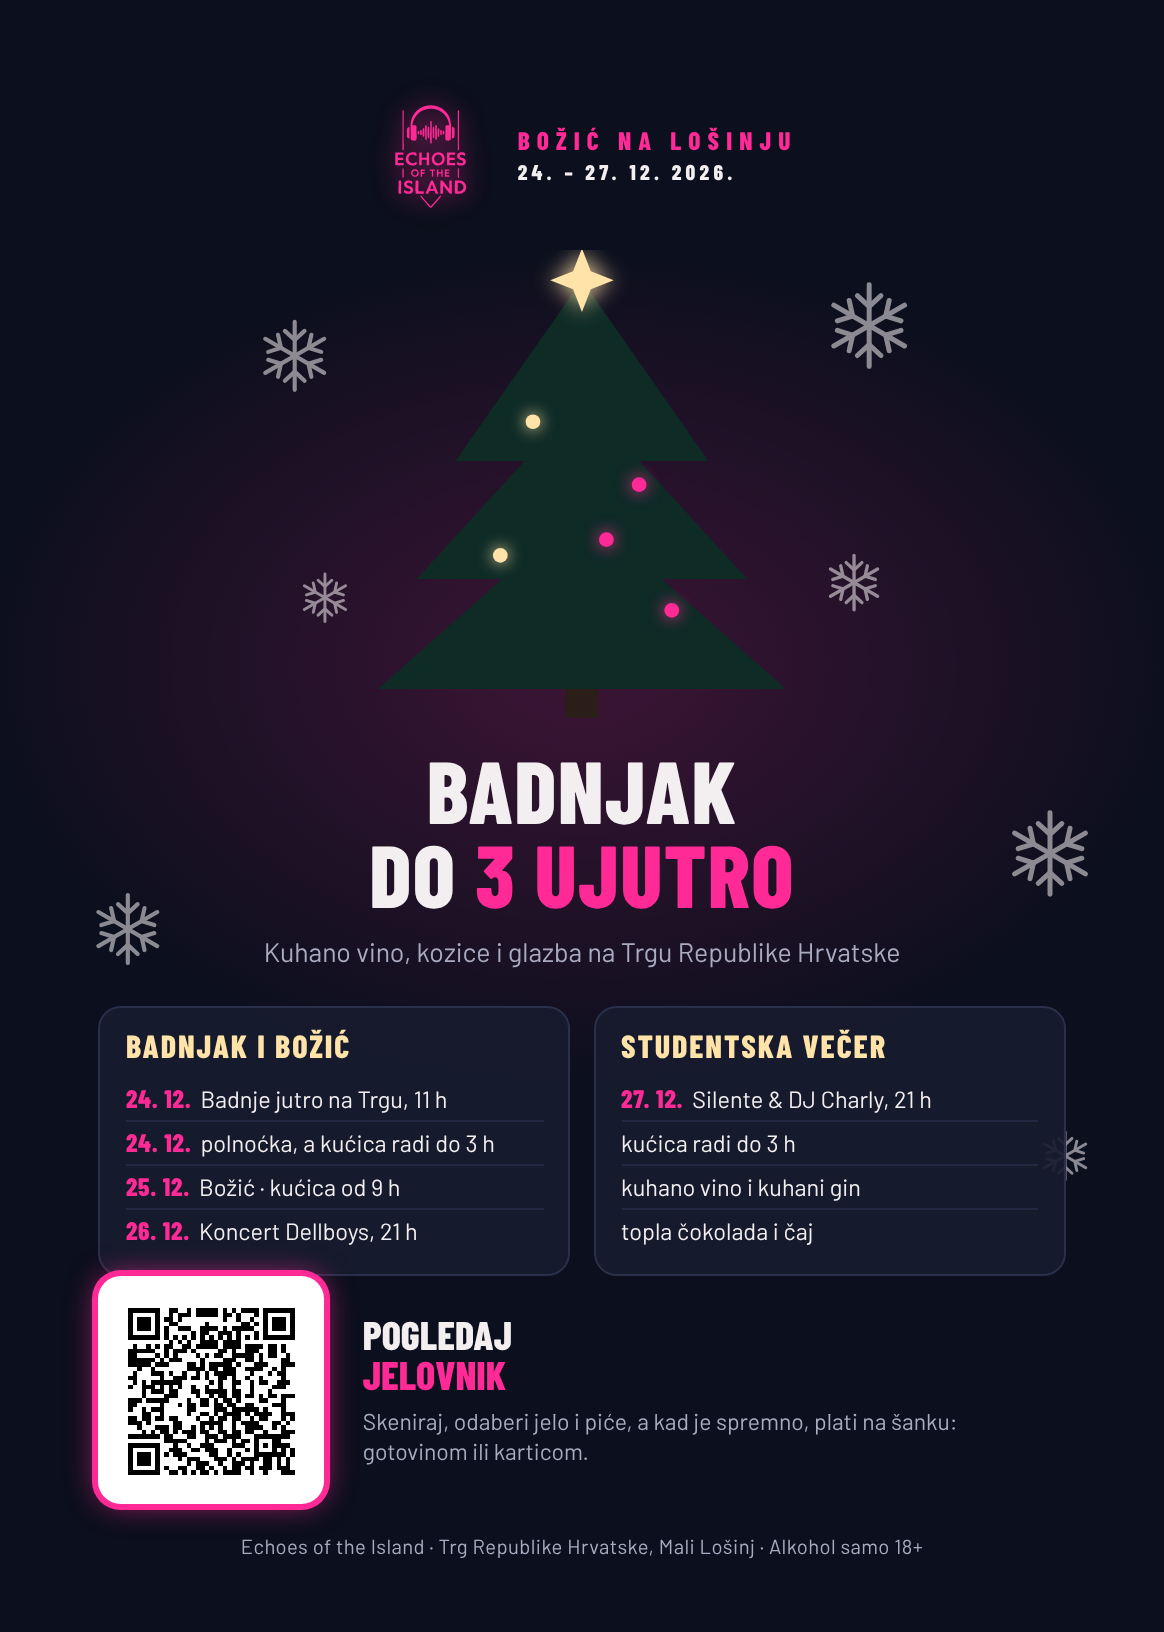 ECHOES
OF THE
ISLAND
BOŽIĆ NA LOŠINJU
24. – 27. 12. 2026.
BADNJAK
DO 3 UJUTRO
Kuhano vino, kozice i glazba na Trgu Republike Hrvatske
BADNJAK I BOŽIĆ
24. 12. Badnje jutro na Trgu, 11 h
24. 12. polnoćka, a kućica radi do 3 h
25. 12. Božić · kućica od 9 h
26. 12. Koncert Dellboys, 21 h
STUDENTSKA VEČER
27. 12. Silente & DJ Charly, 21 h
kućica radi do 3 h
kuhano vino i kuhani gin
topla čokolada i čaj
POGLEDAJ
JELOVNIK
Skeniraj, odaberi jelo i piće, a kad je spremno, plati na šanku:
gotovinom ili karticom.
Echoes of the Island · Trg Republike Hrvatske, Mali Lošinj · Alkohol samo 18+